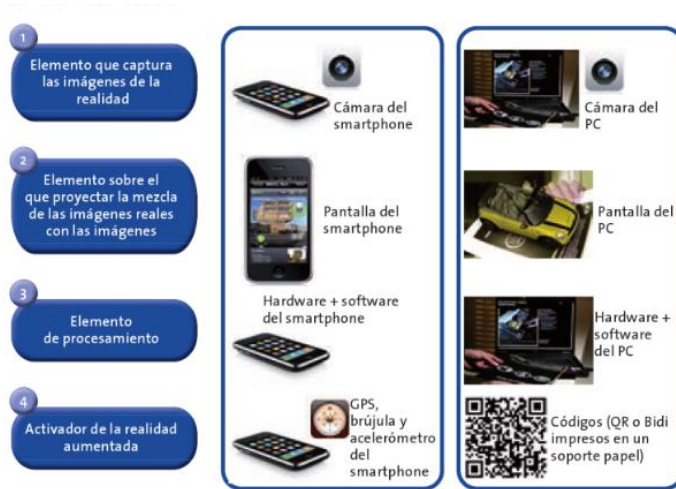 1
Elemento que captura
las imágenes de la
realidad
Cámara del
smartphone
Cámara del
PC
2
Elemento sobre el
que proyectar la mezcla
de las imágenes reales
con las imágenes
Pantalla del
smartphone
Pantalla del
PC
3
Elemento
de procesamiento
Hardware + software
del smartphone
Hardware +
software
del PC
4
Activador de la realidad
aumentada
GPS,
brújula y
acelerómetro
del
smartphone
Códigos (QR o Bidi
impresos en un
soporte papel)